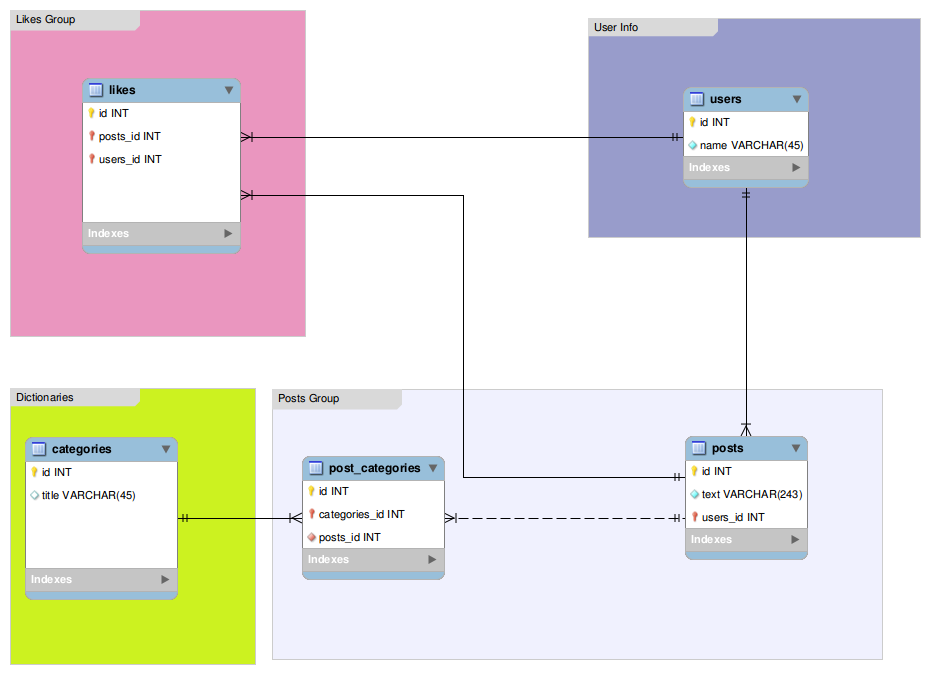 Likes Group
likes
id INT
posts_id INT
users_id INT
Indexes
User Info
users
id INT
name VARCHAR(45)
Indexes
Dictionaries
categories
id INT
title VARCHAR(45)
Indexes
Posts Group
post_categories
id INT
categories_id INT
posts_id INT
Indexes
posts
id INT
text VARCHAR(243)
users_id INT
Indexes